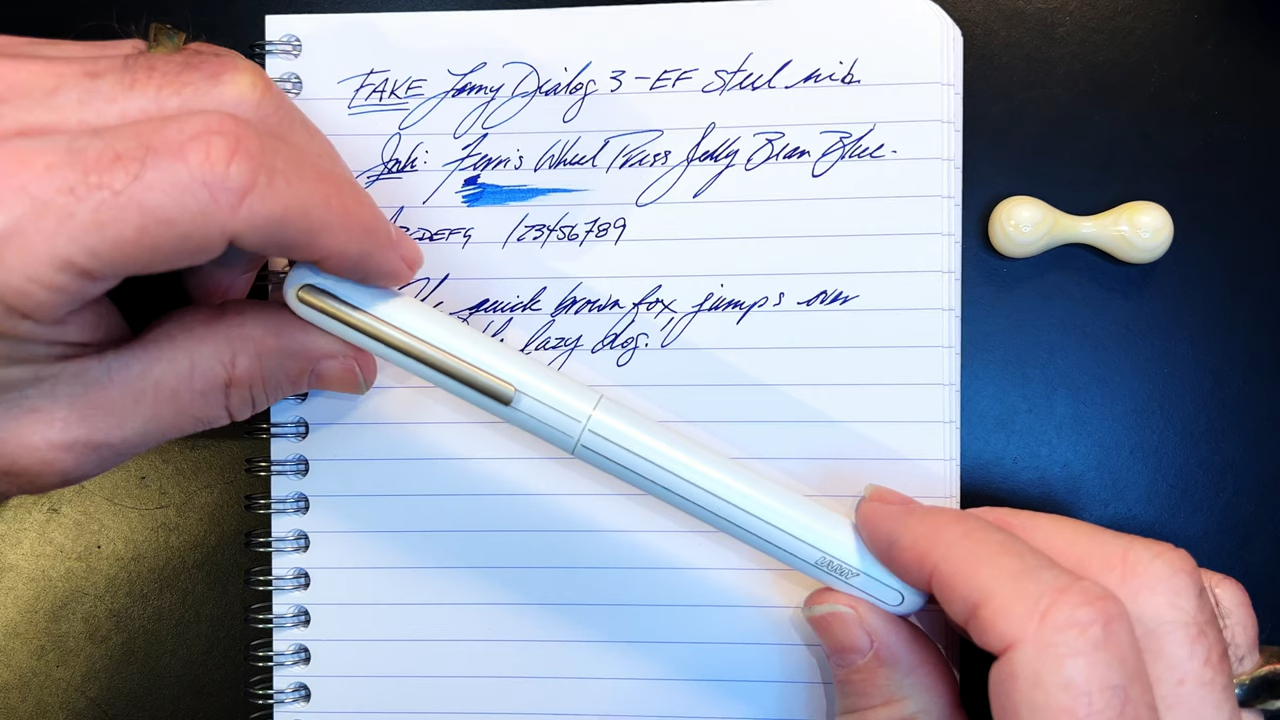 FAKE Lamy Dialog 3 - EF Steel nib.
Ink: Ferris Wheel Press Jelly Bean Blue.
ABCDEFG 123456789
quick brown fox jumps over
the lazy dog."
LAMY